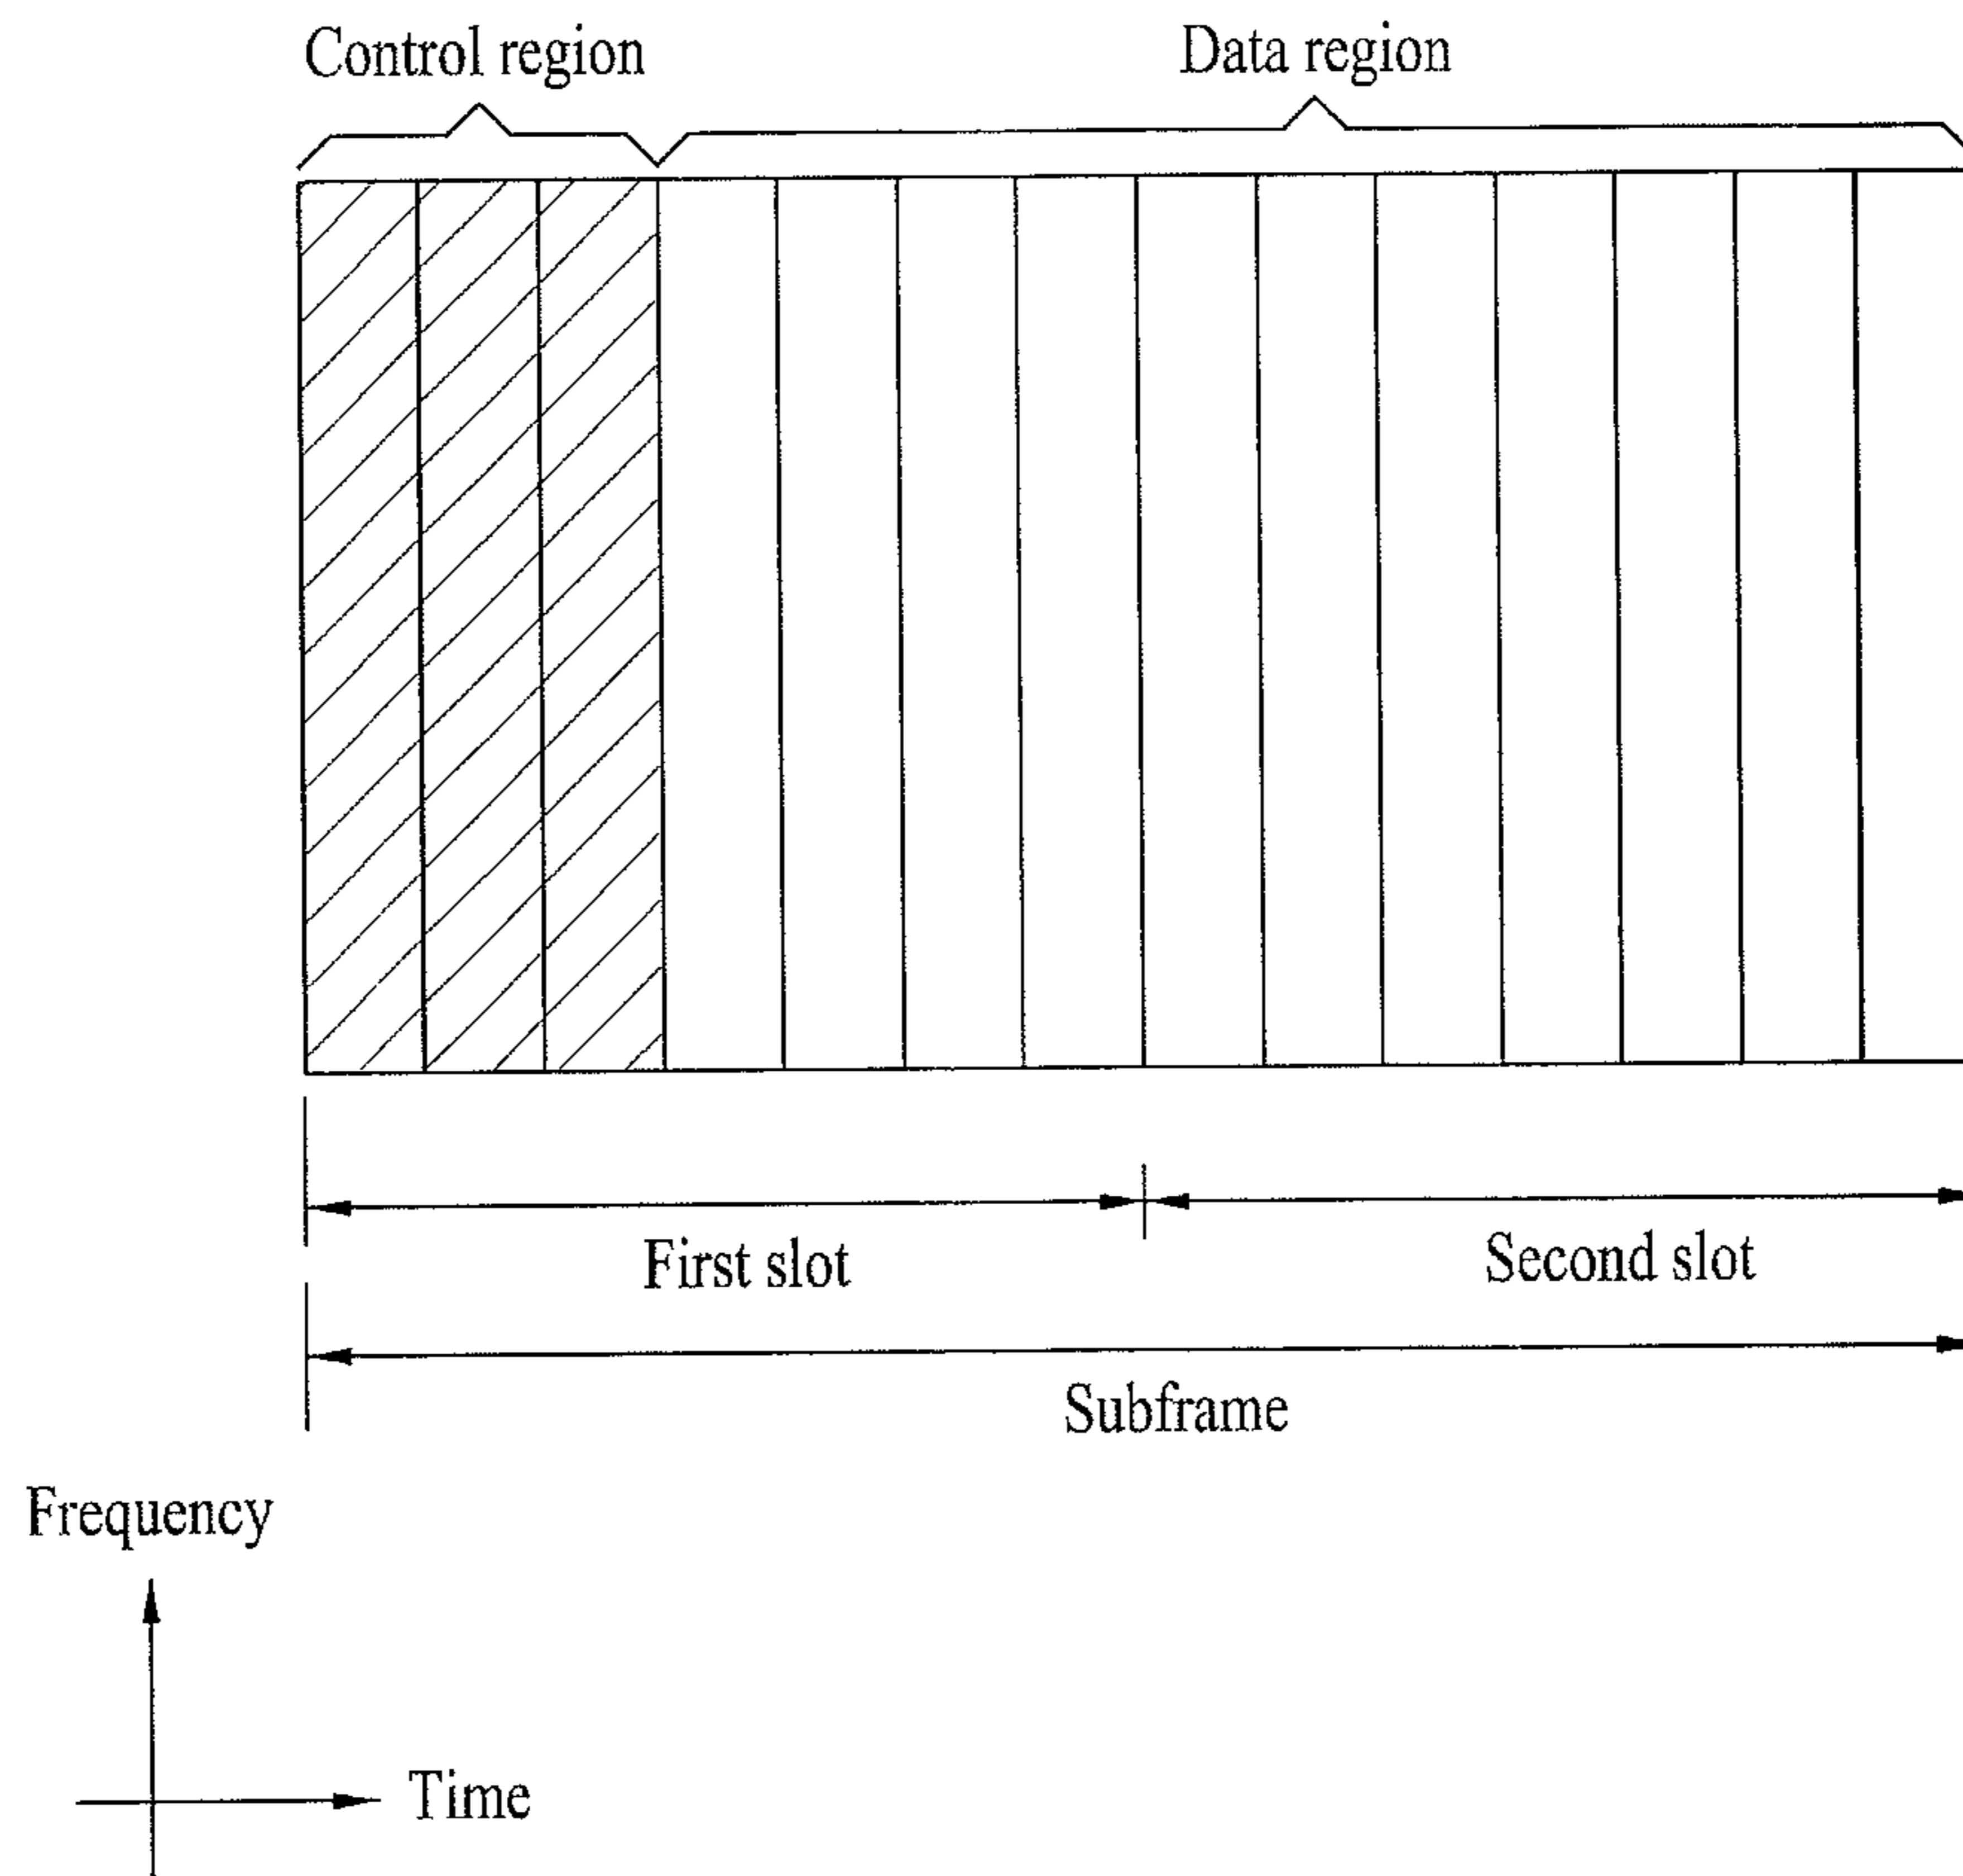 Control region
Data region
First slot
Second slot
Subframe
Frequency
Time